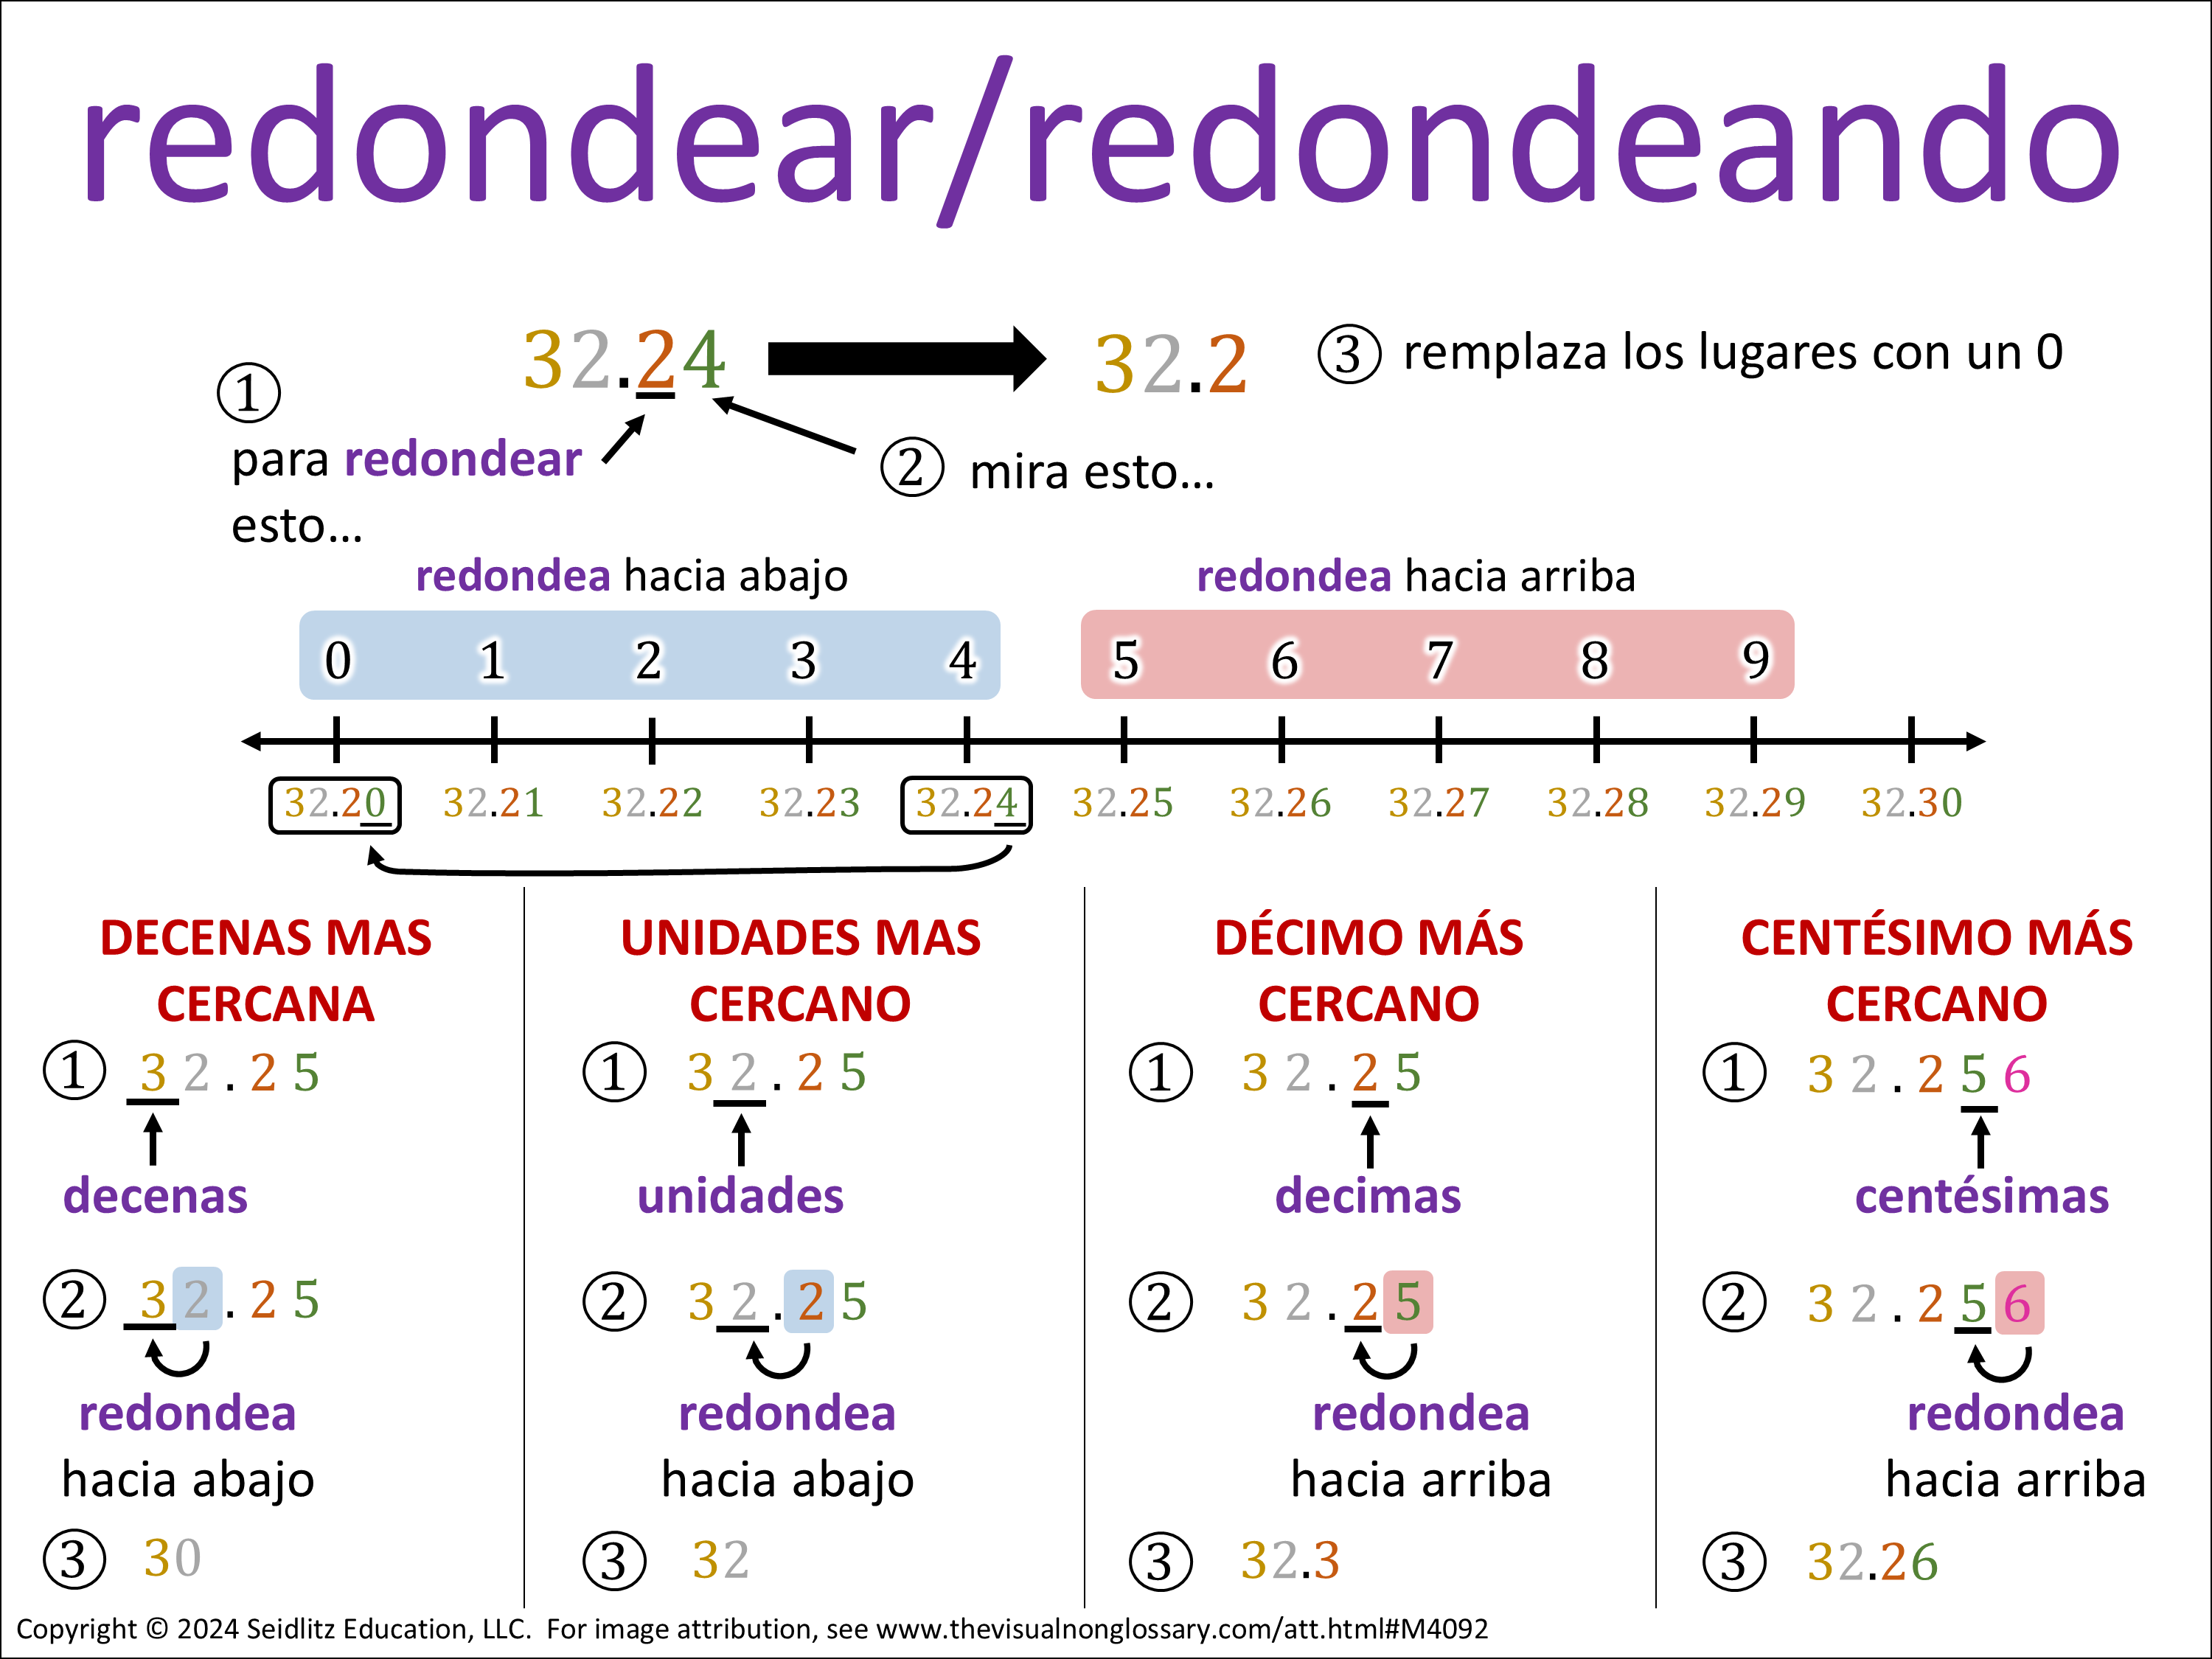 redondear/redondeando
32.24
32.2
③ remplaza los lugares con un 0
①
para redondear
esto...
② mira esto...
redondea hacia abajo
redondea hacia arriba
0 1 2 3 4 5 6 7 8 9
32.20 32.21 32.22 32.23 32.24 32.25 32.26 32.27 32.28 32.29 32.30
DECENAS MAS
CERCANA
① 32.25
decenas
② 32.25
redondea
hacia abajo
③ 30
UNIDADES MAS
CERCANO
① 32.25
unidades
② 32.25
redondea
hacia abajo
③ 32
DÉCIMO MÁS
CERCANO
① 32.25
decimas
② 32.25
redondea
hacia arriba
③ 32.3
CENTÉSIMO MÁS
CERCANO
① 32.256
centésimas
② 32.256
redondea
hacia arriba
③ 32.26
Copyright © 2024 Seidlitz Education, LLC. For image attribution, see www.thevisualnonglossary.com/att.html#M4092